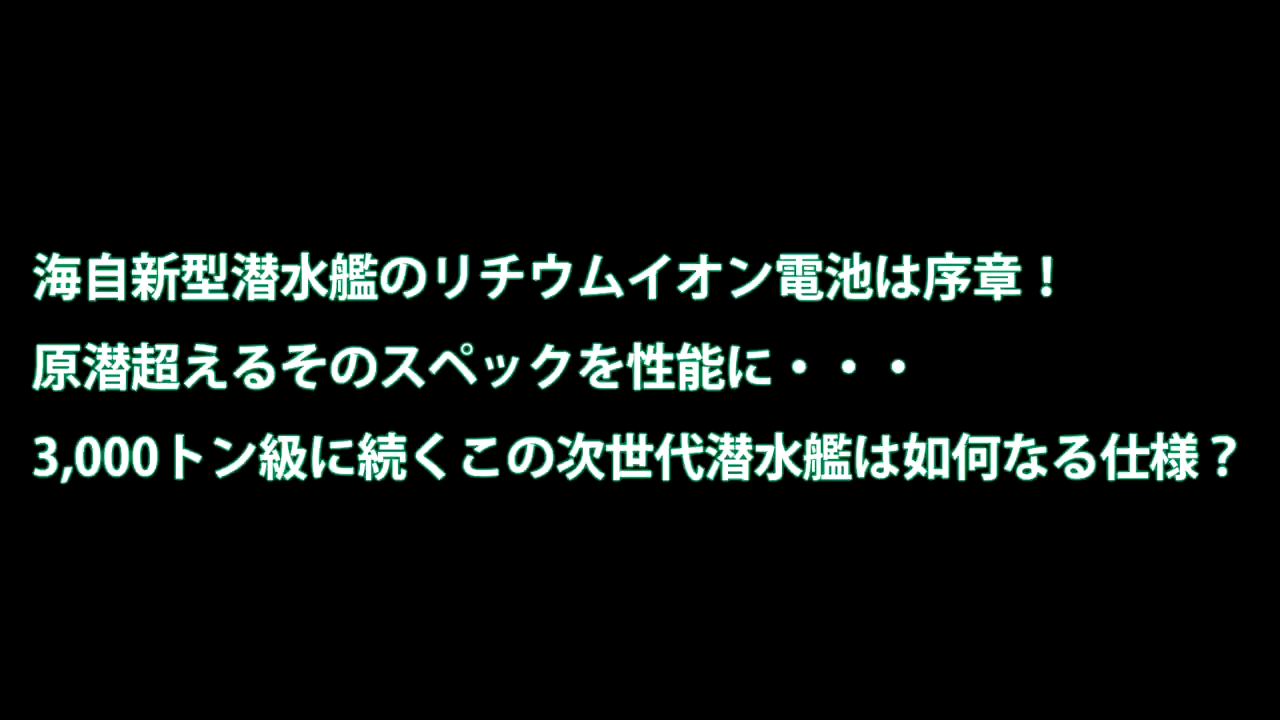 海自新型潜水艦のリチウムイオン電池は序章！
原潜超えるそのスペックを性能に・・・
3,000トン級に続くこの次世代潜水艦は如何なる仕様？